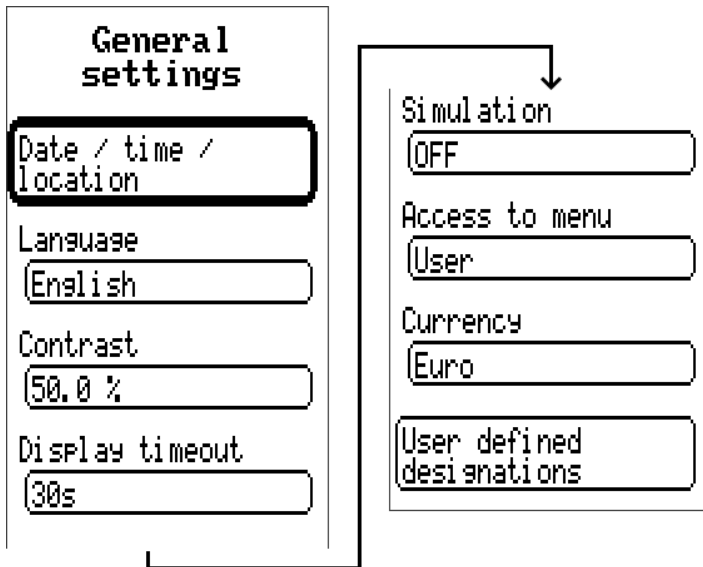 General
settings
Date / time /
location
Language
English
Contrast
50.0 %
Display timeout
30s
Simulation
OFF
Access to menu
User
Currency
Euro
User defined
designations